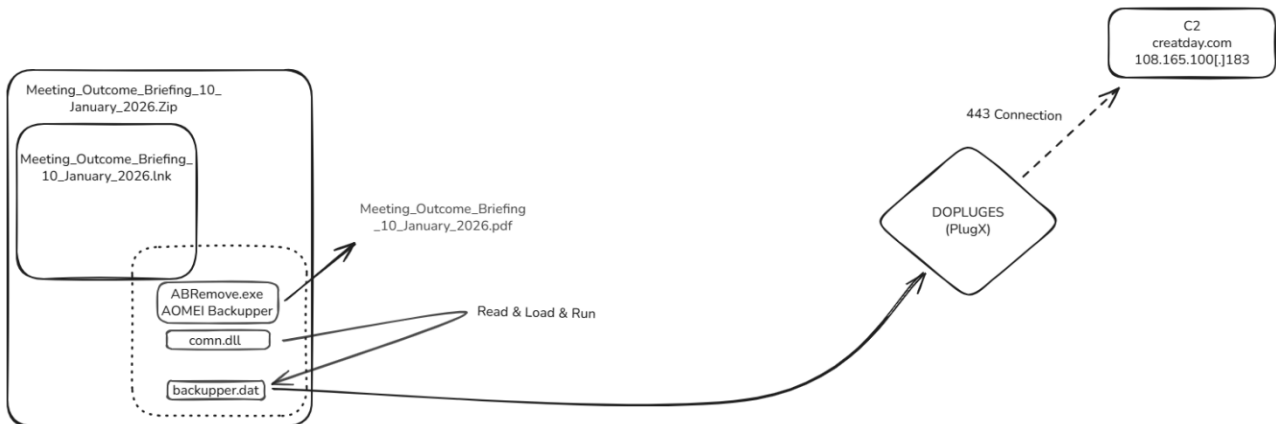 C2
creatday.com
108.165.100[.]183
443 Connection
Meeting_Outcome_Briefing_10_
January_2026.Zip
Meeting_Outcome_Briefing_
10_January_2026.lnk
Meeting_Outcome_Briefing
_10_January_2026.pdf
DOPLUGES
(PlugX)
ABRemove.exe
AOMEI Backupper
Read & Load & Run
comn.dll
backupper.dat